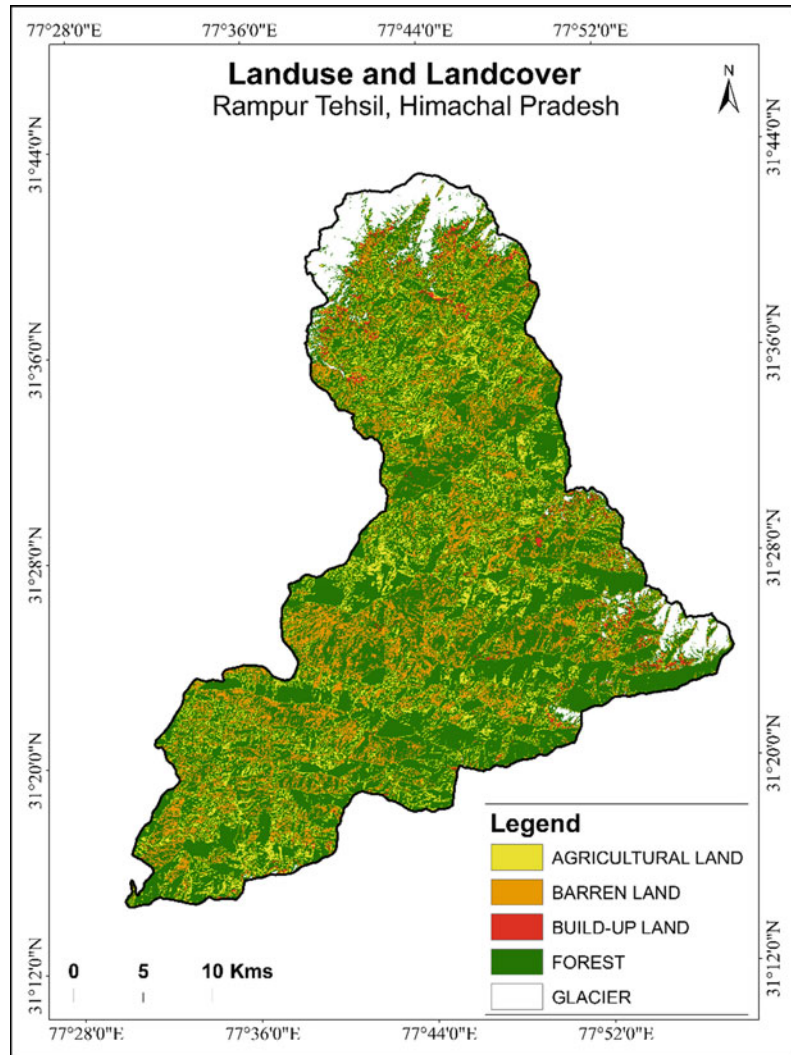 77°28'0"E 77°36'0"E 77°44'0"E 77°52'0"E
Landuse and Landcover
Rampur Tehsil, Himachal Pradesh
N
31°44'0"N 31°44'0"N
31°36'0"N 31°36'0"N
31°28'0"N 31°28'0"N
31°20'0"N 31°20'0"N
31°12'0"N 31°12'0"N
Legend
AGRICULTURAL LAND
BARREN LAND
BUILD-UP LAND
FOREST
GLACIER
0 5 10 Kms
77°28'0"E 77°36'0"E 77°44'0"E 77°52'0"E